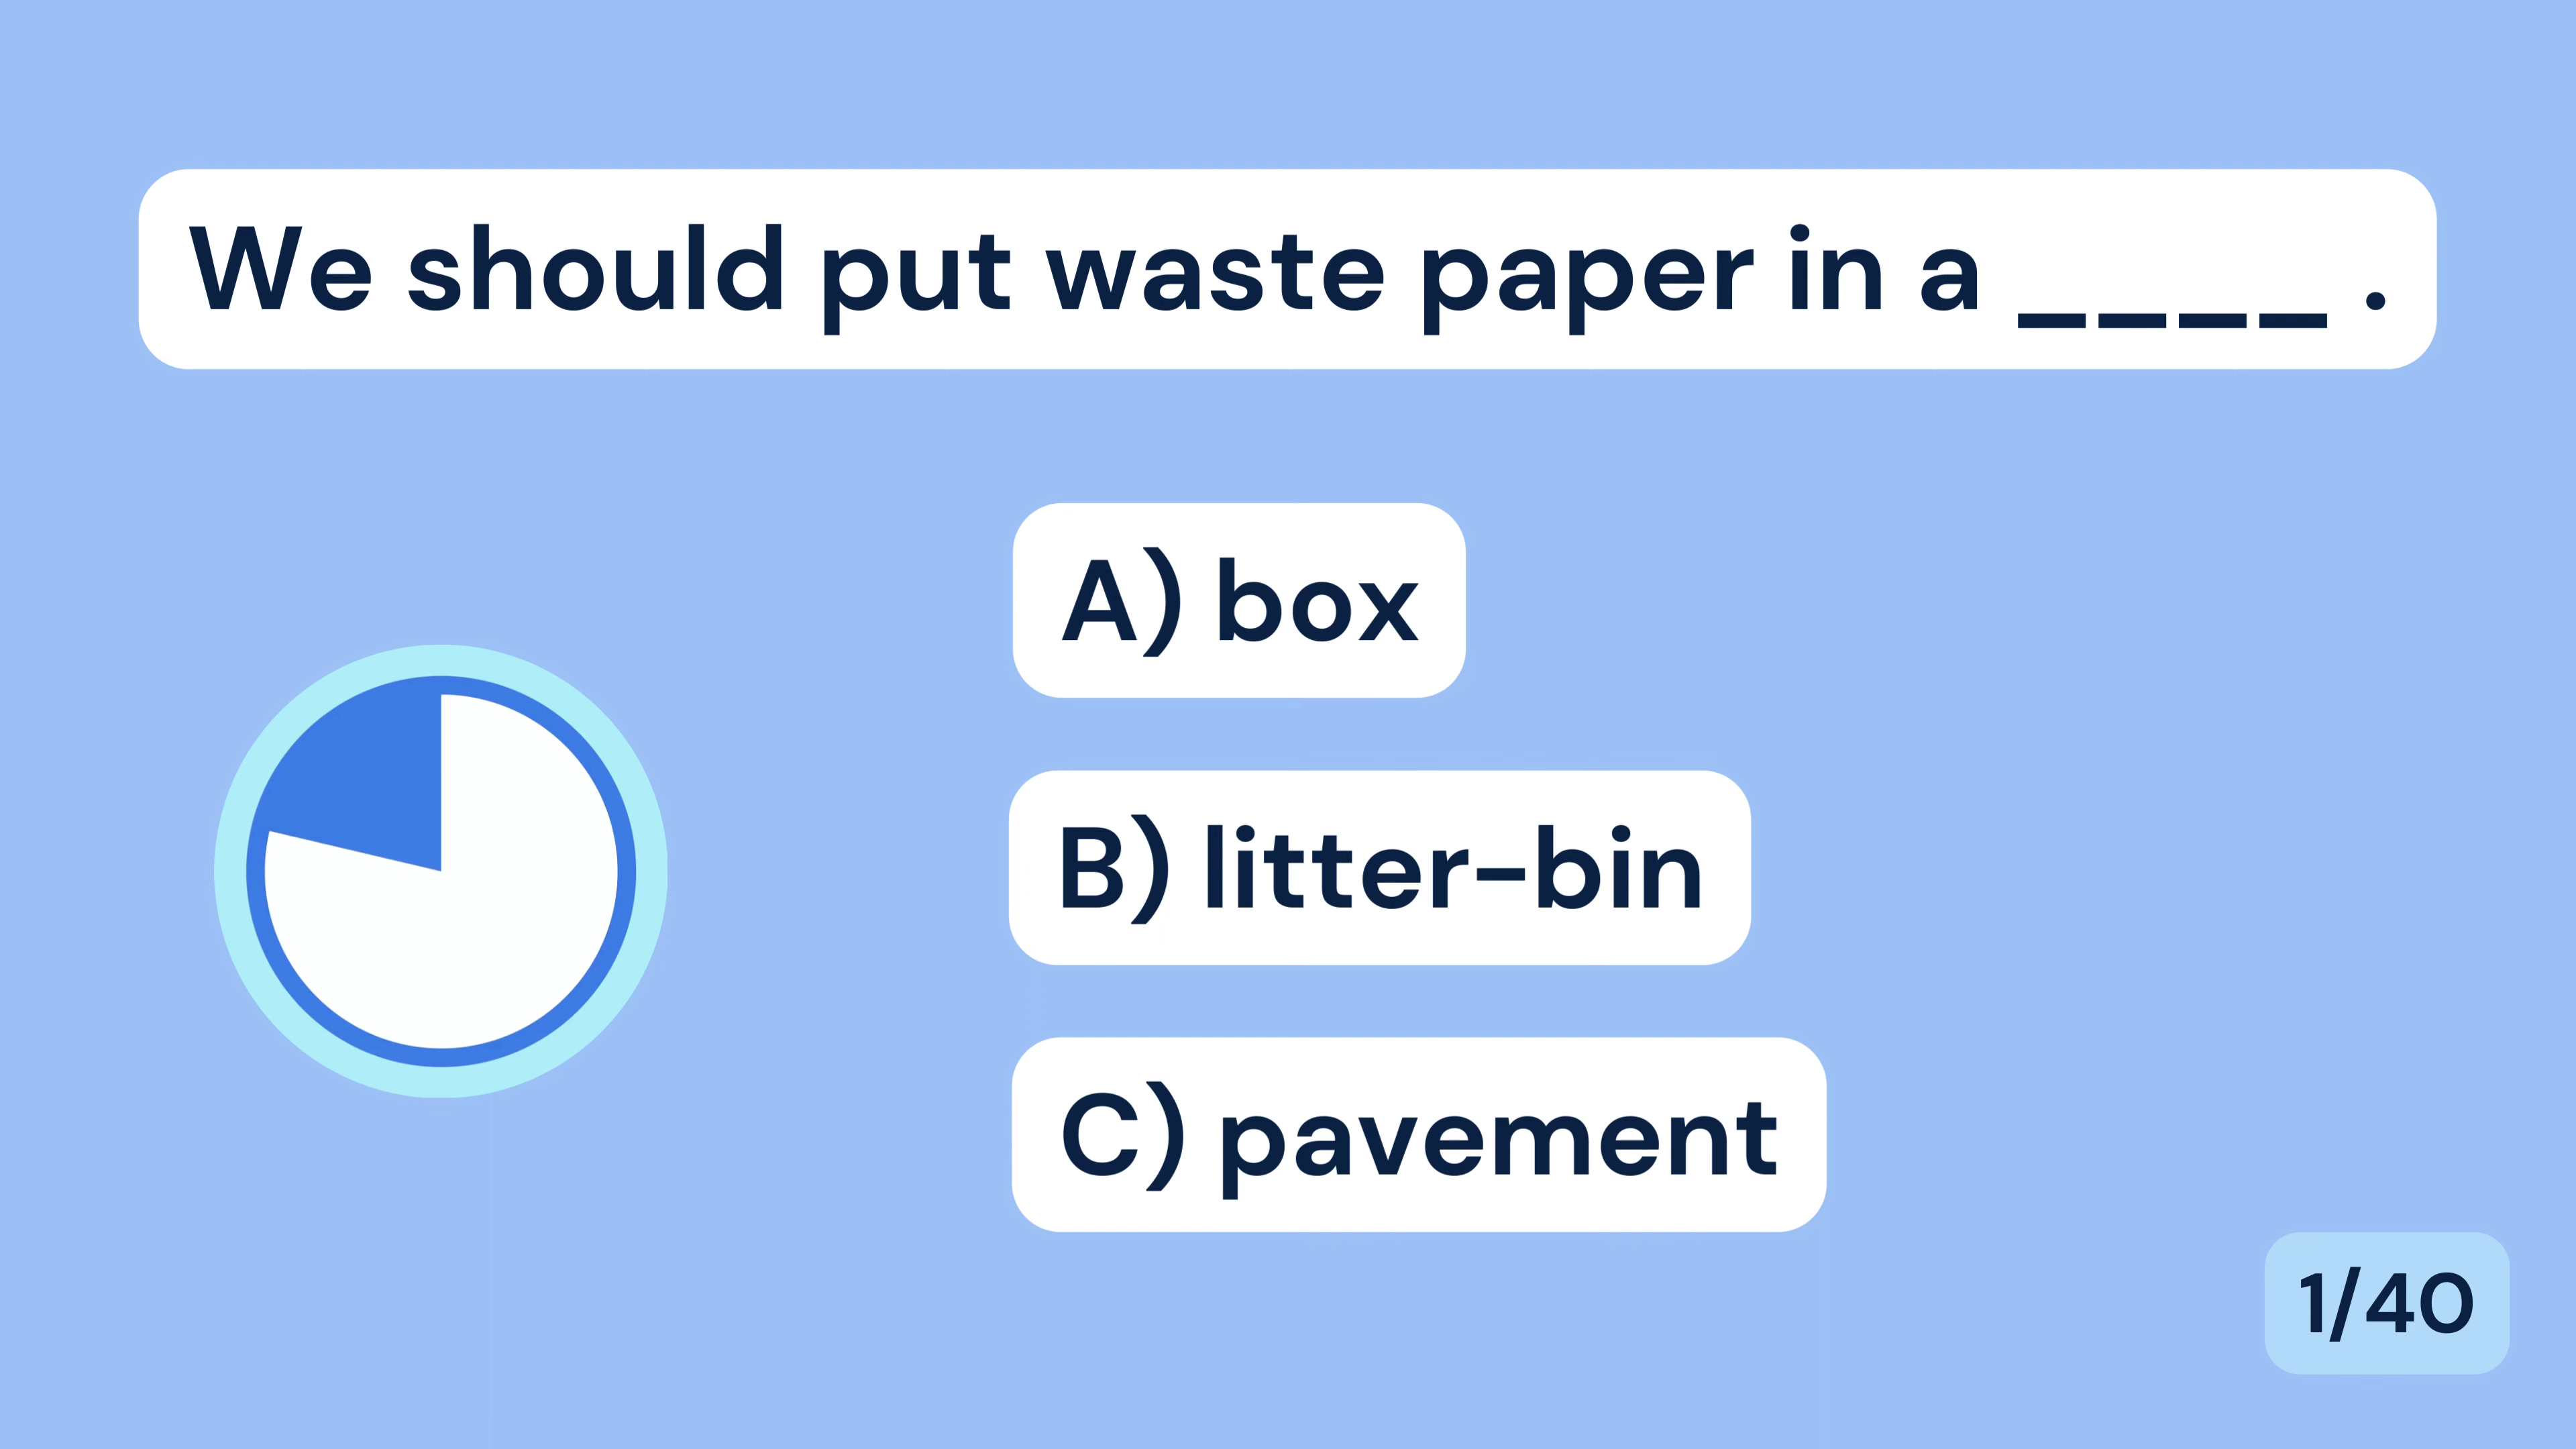 We should put waste paper in a ____ .
A) box
B) litter-bin
C) pavement
1/40